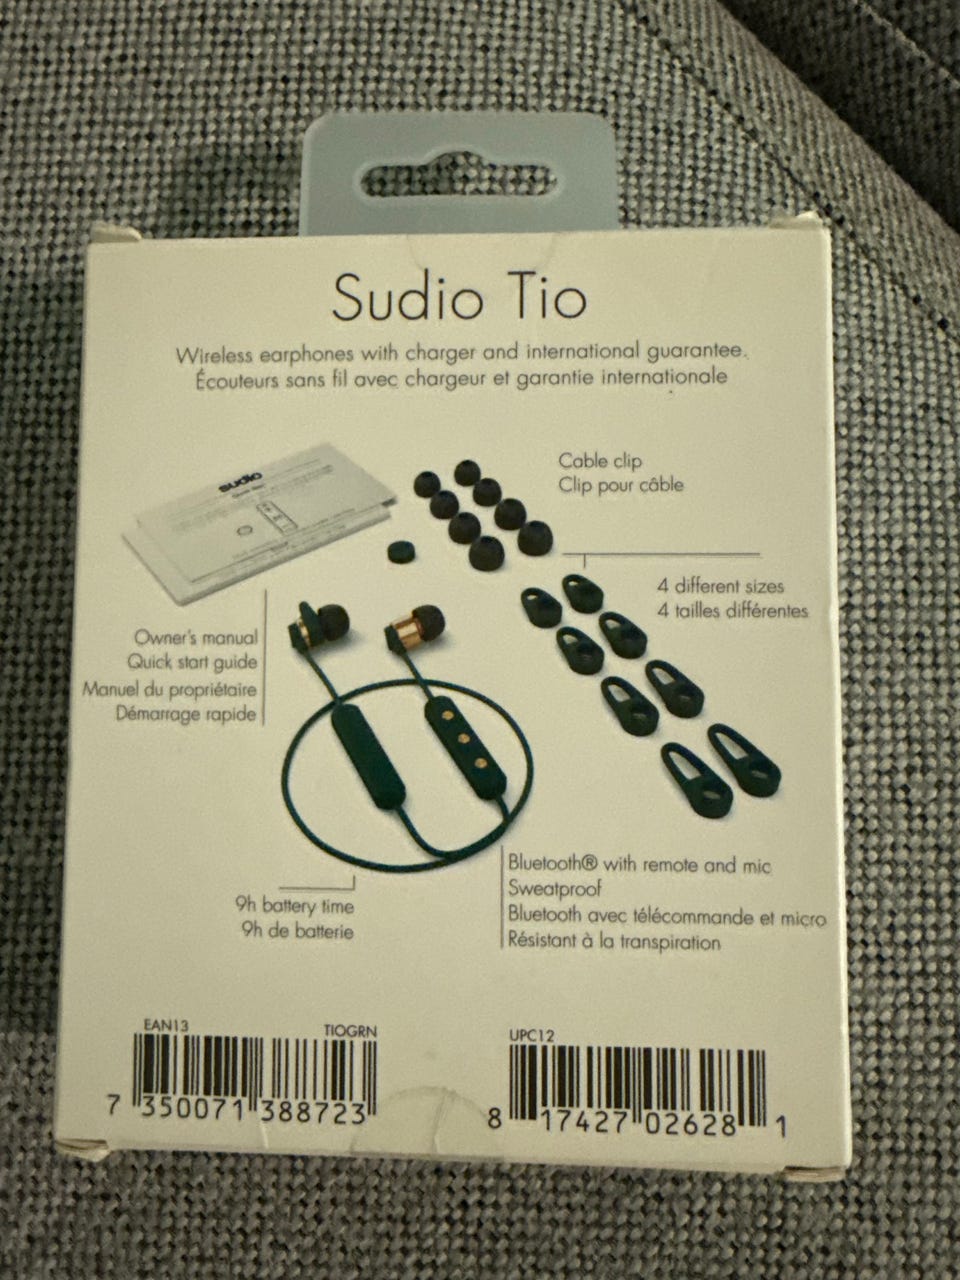 Sudio Tio
Wireless earphones with charger and international guarantee.
Écouteurs sans fil avec chargeur et garantie internationale
sudio
Cable clip
Clip pour câble
4 different sizes
4 tailles différentes
Owner's manual
Quick start guide
Manuel du propriétaire
Démarrage rapide
Bluetooth® with remote and mic
Sweatproof
Bluetooth avec télécommande et micro
Résistant à la transpiration
9h battery time
9h de batterie
EAN13 TIOGRN
7 350071 388723
UPC12
8 17427 02628 1